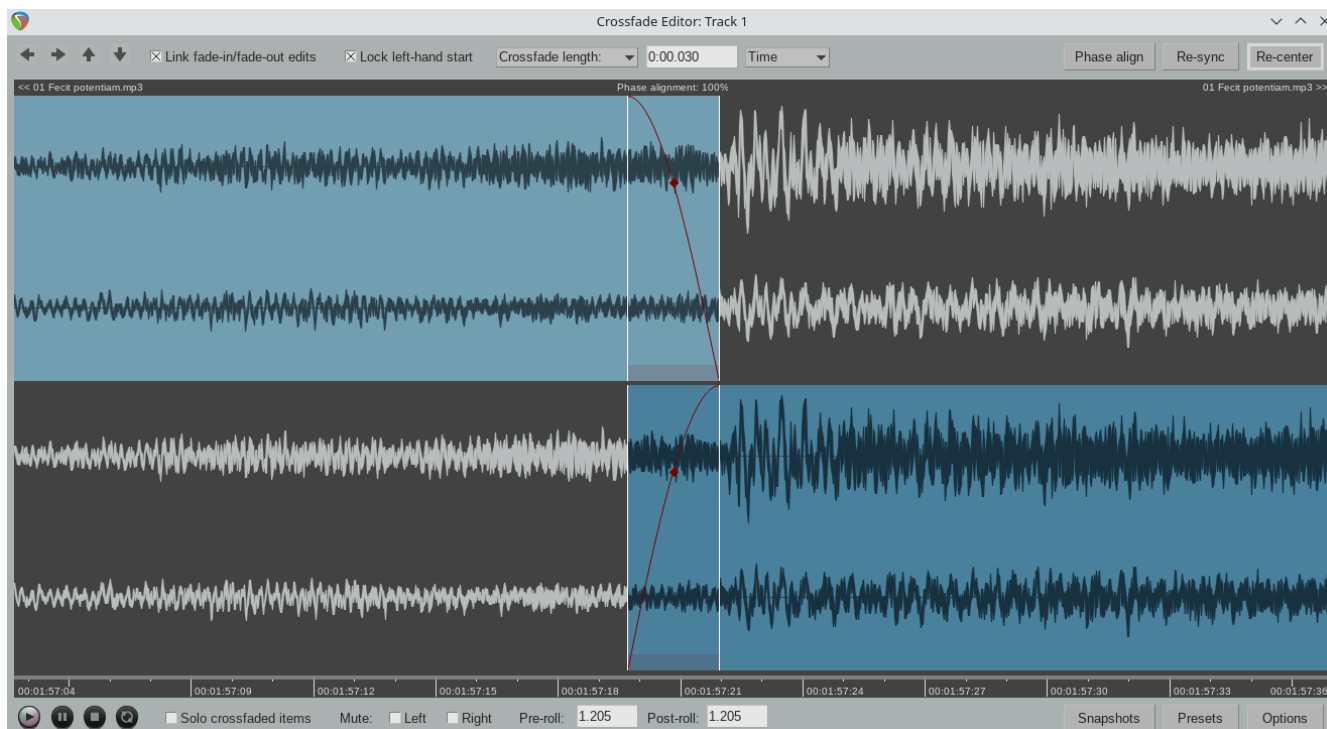 Crossfade Editor: Track 1
Link fade-in/fade-out edits Lock left-hand start Crossfade length: 0:00.030 Time Phase align Re-sync Re-center
<< 01 Fecit potentiam.mp3 Phase alignment: 100% 01 Fecit potentiam.mp3 >>
00:01:57:04 00:01:57:09 00:01:57:12 00:01:57:15 00:01:57:18 00:01:57:21 00:01:57:24 00:01:57:27 00:01:57:30 00:01:57:33 00:01:57:36
Solo crossfaded items Mute: Left Right Pre-roll: 1.205 Post-roll: 1.205 Snapshots Presets Options